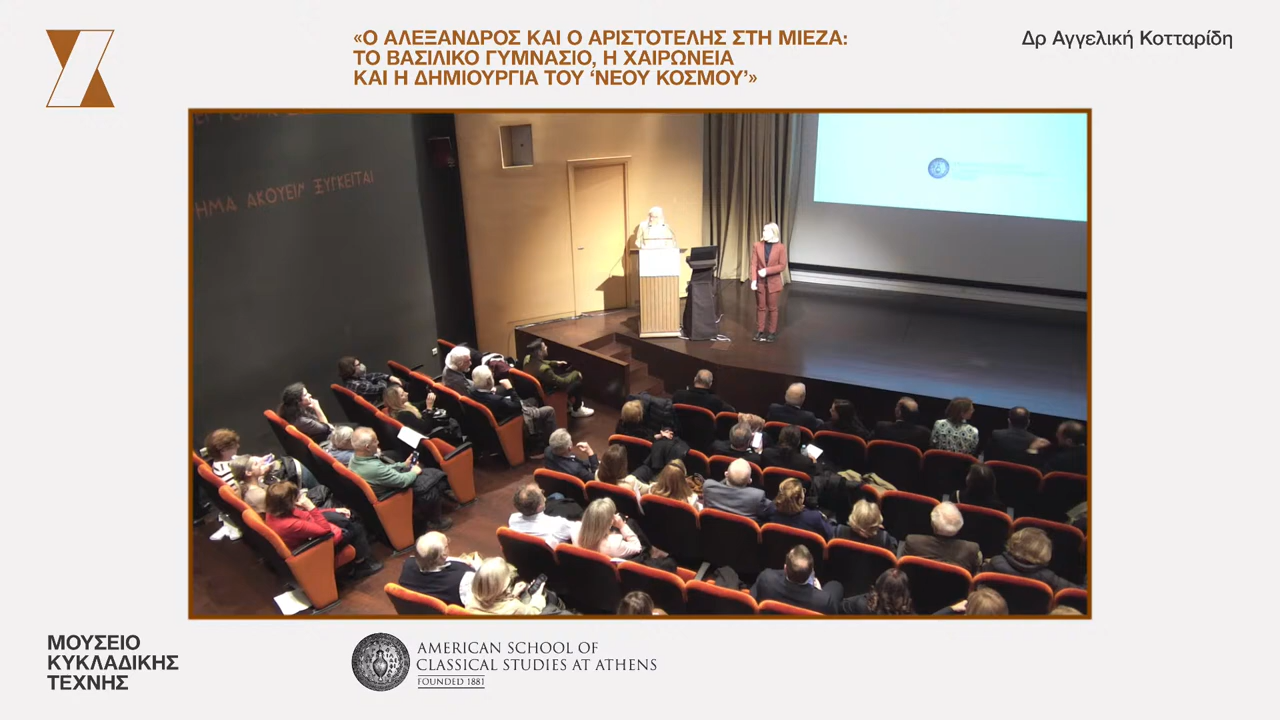 «Ο ΑΛΕΞΑΝΔΡΟΣ ΚΑΙ Ο ΑΡΙΣΤΟΤΕΛΗΣ ΣΤΗ ΜΙΕΖΑ:
ΤΟ ΒΑΣΙΛΙΚΟ ΓΥΜΝΑΣΙΟ, Η ΧΑΙΡΩΝΕΙΑ
ΚΑΙ Η ΔΗΜΙΟΥΡΓΙΑ ΤΟΥ ‘ΝΕΟΥ ΚΟΣΜΟΥ’»
Δρ Αγγελική Κοτταρίδη
ΗΜΑ ΑΚΟΥΕΙΝ ΞΥΓΚΕΙΤΑΙ
ΜΟΥΣΕΙΟ
ΚΥΚΛΑΔΙΚΗΣ
ΤΕΧΝΗΣ
AMERICAN SCHOOL OF
CLASSICAL STUDIES AT ATHENS
FOUNDED 1881